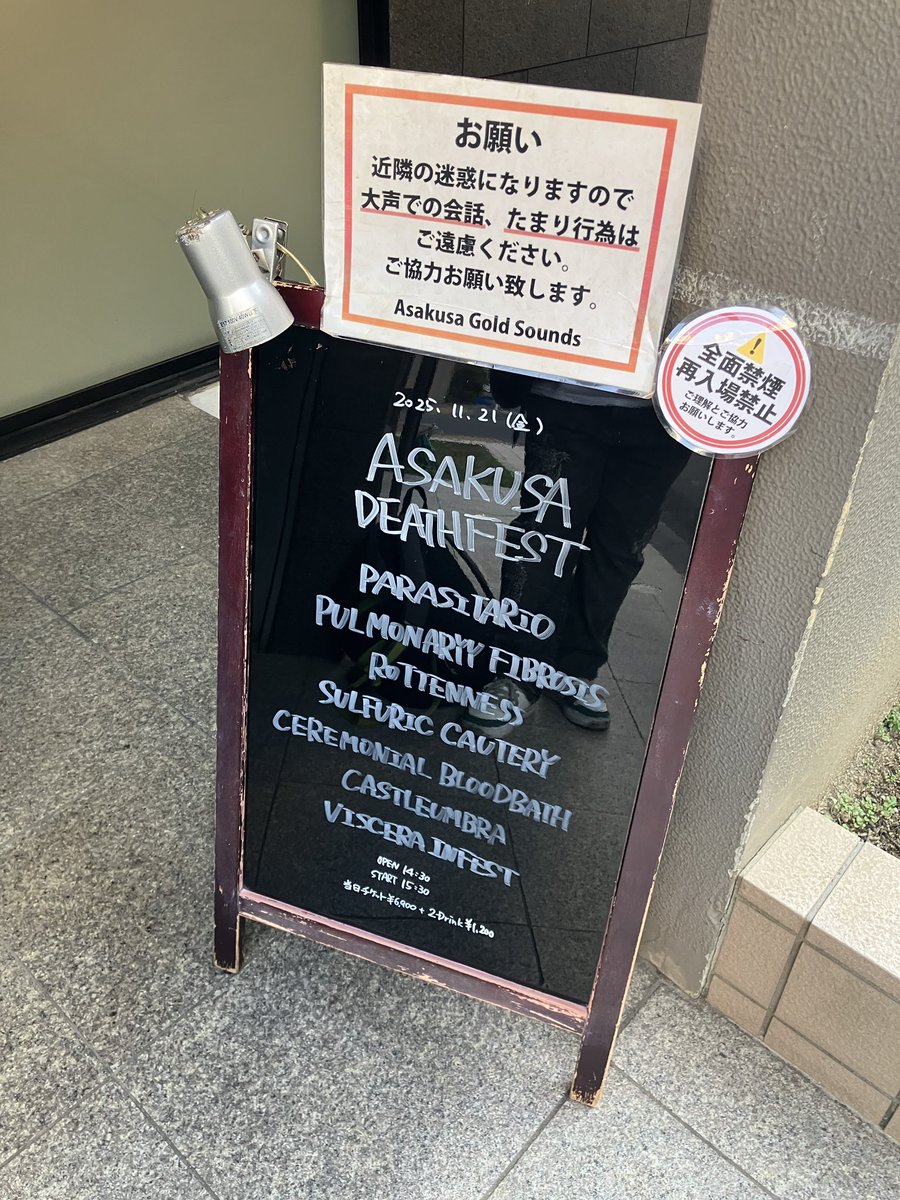 お願い
近隣の迷惑になりますので
大声での会話、たまり行為は
ご遠慮ください。
ご協力お願い致します。
Asakusa Gold Sounds
全面禁煙
再入場禁止
ご理解とご協力
お願いします。
2025.11.21(金)
ASAKUSA
DEATHFEST
PARASITARIO
PULMONARYY FIBROSIS
ROTTENNESS
SULFURIC CAUTERY
CEREMONIAL BLOODBATH
CASTLEUMBRA
VISCERA INFEST
OPEN 14:30
START 15:30
当日チケット¥6,900 + 2-Drink ¥1,200